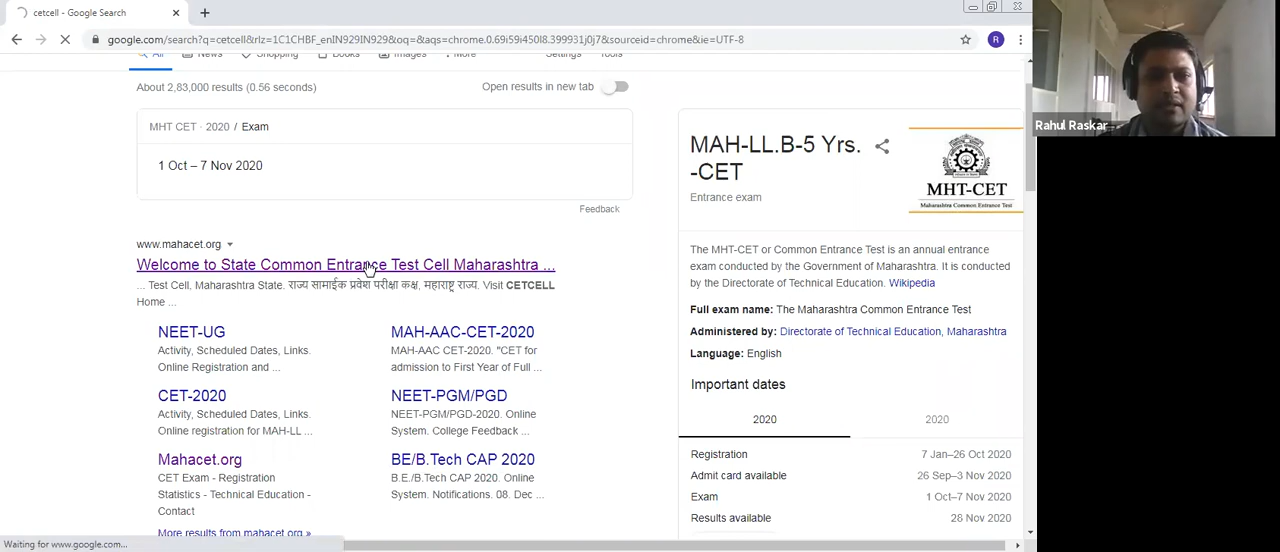 cetcell - Google Search
google.com/search?q=cetcell&rlz=1C1CHBF_enIN929IN929&oq=&aqs=chrome.0.69i59i450l8.399931j0j7&sourceid=chrome&ie=UTF-8
R
All News Shopping Books Images More Settings Tools
About 2,83,000 results (0.56 seconds)
Open results in new tab
MHT CET · 2020 / Exam
1 Oct – 7 Nov 2020
Feedback
www.mahacet.org
Welcome to State Common Entrance Test Cell Maharashtra ...
... Test Cell, Maharashtra State. राज्य सामाईक प्रवेश परीक्षा कक्ष, महाराष्ट्र राज्य. Visit CETCELL
Home ...
NEET-UG
Activity, Scheduled Dates, Links.
Online Registration and ...
MAH-AAC-CET-2020
MAH-AAC CET-2020. "CET for
admission to First Year of Full ...
CET-2020
Activity, Scheduled Dates, Links.
Online registration for MAH-LL ...
NEET-PGM/PGD
NEET-PGM/PGD-2020. Online
System. College Feedback ...
Mahacet.org
CET Exam - Registration
Statistics - Technical Education -
Contact
BE/B.Tech CAP 2020
B.E./B.Tech CAP 2020. Online
System. Notifications. 08. Dec ...
More results from mahacet.org »
Waiting for www.google.com...
MAH-LL.B-5 Yrs.
-CET
Entrance exam
MHT-CET
Maharashtra Common Entrance Test
The MHT-CET or Common Entrance Test is an annual entrance
exam conducted by the Government of Maharashtra. It is conducted
by the Directorate of Technical Education. Wikipedia
Full exam name: The Maharashtra Common Entrance Test
Administered by: Directorate of Technical Education, Maharashtra
Language: English
Important dates
2020 2020
Registration 7 Jan–26 Oct 2020
Admit card available 26 Sep–3 Nov 2020
Exam 1 Oct–7 Nov 2020
Results available 28 Nov 2020
Rahul Raskar